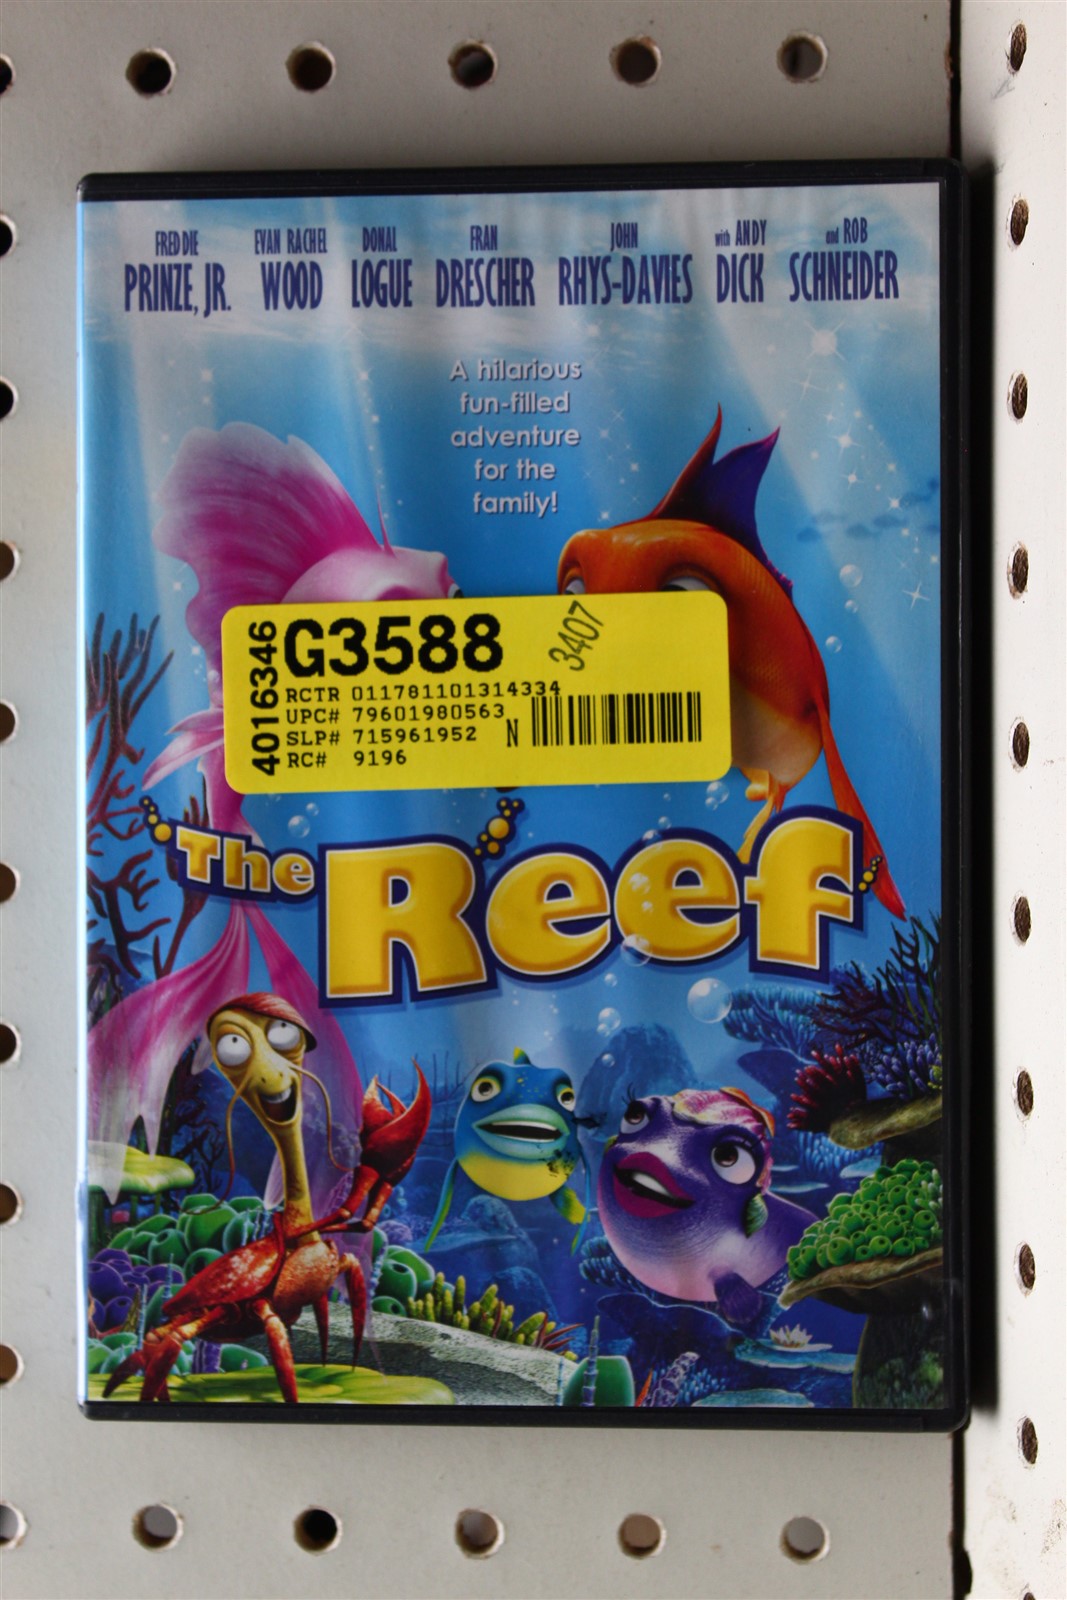 FREDDIE PRINZE, JR. EVAN RACHEL WOOD DONAL LOGUE FRAN DRESCHER JOHN RHYS-DAVIES with ANDY DICK and ROB SCHNEIDER
A hilarious
fun-filled
adventure
for the
family!
4016346
G3588
3407
RCTR 011781101314334
UPC# 79601980563
SLP# 715961952 N
RC# 9196
The Reef